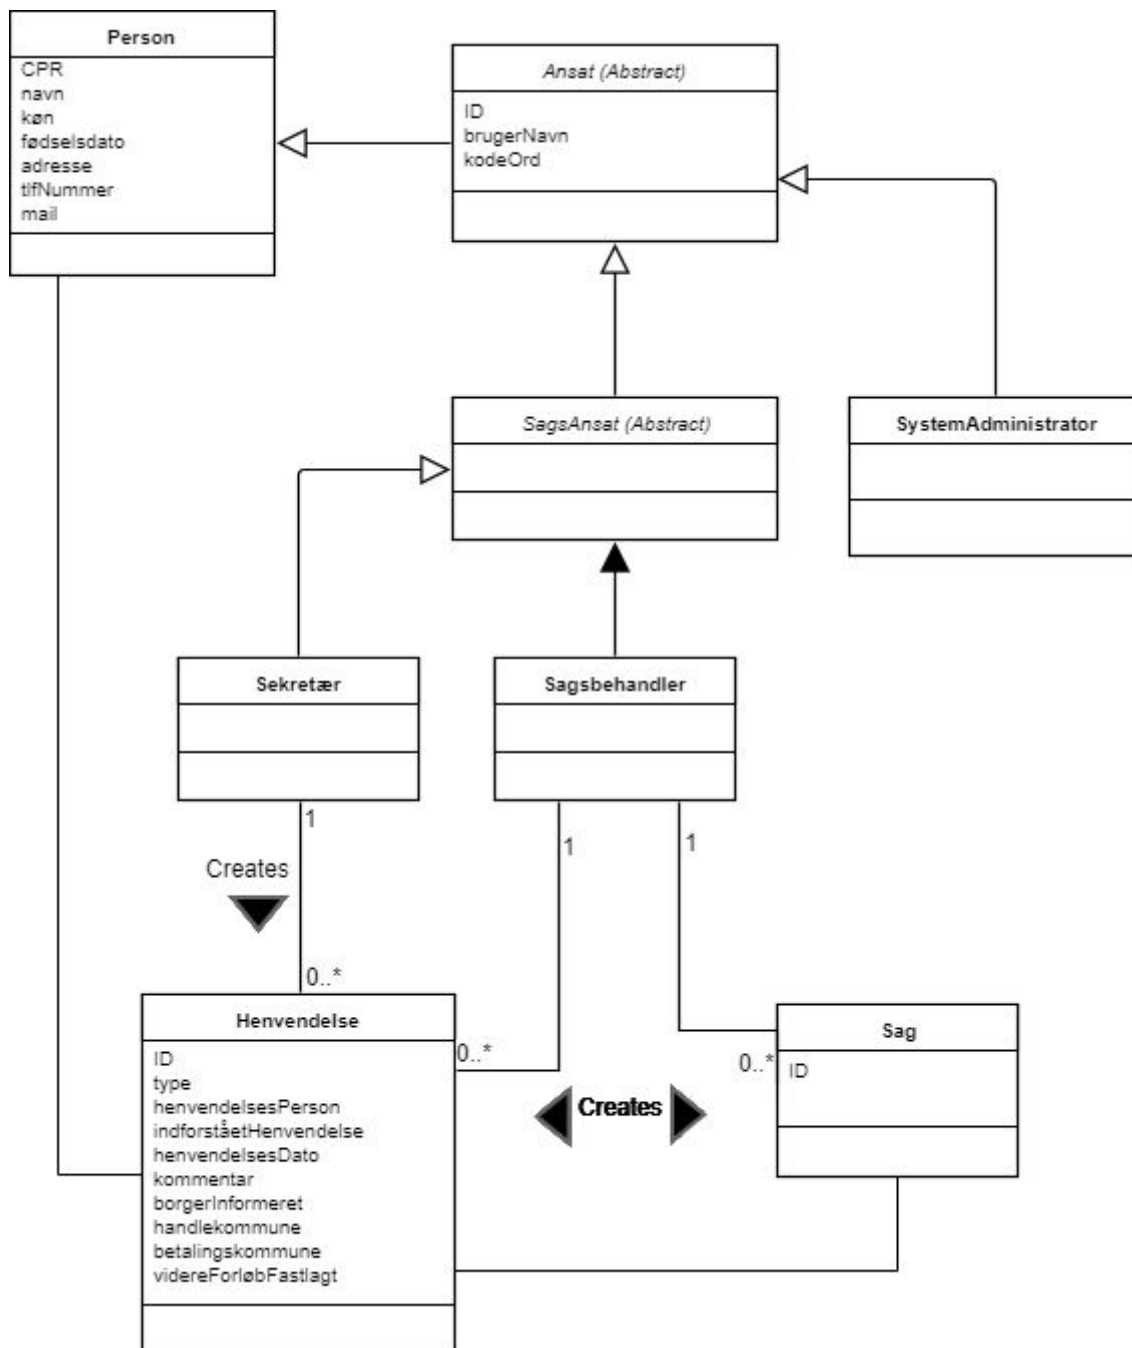 Person
CPR
navn
køn
fødselsdato
adresse
tlfNummer
mail
Ansat (Abstract)
ID
brugerNavn
kodeOrd
SagsAnsat (Abstract)
SystemAdministrator
Sekretær
Sagsbehandler
1
1
1
Creates
0..*
Henvendelse
ID
type
henvendelsesPerson
indforståetHenvendelse
henvendelsesDato
kommentar
borgerInformeret
handlekommune
betalingskommune
videreForløbFastlagt
0..*
Creates
0..*
Sag
ID